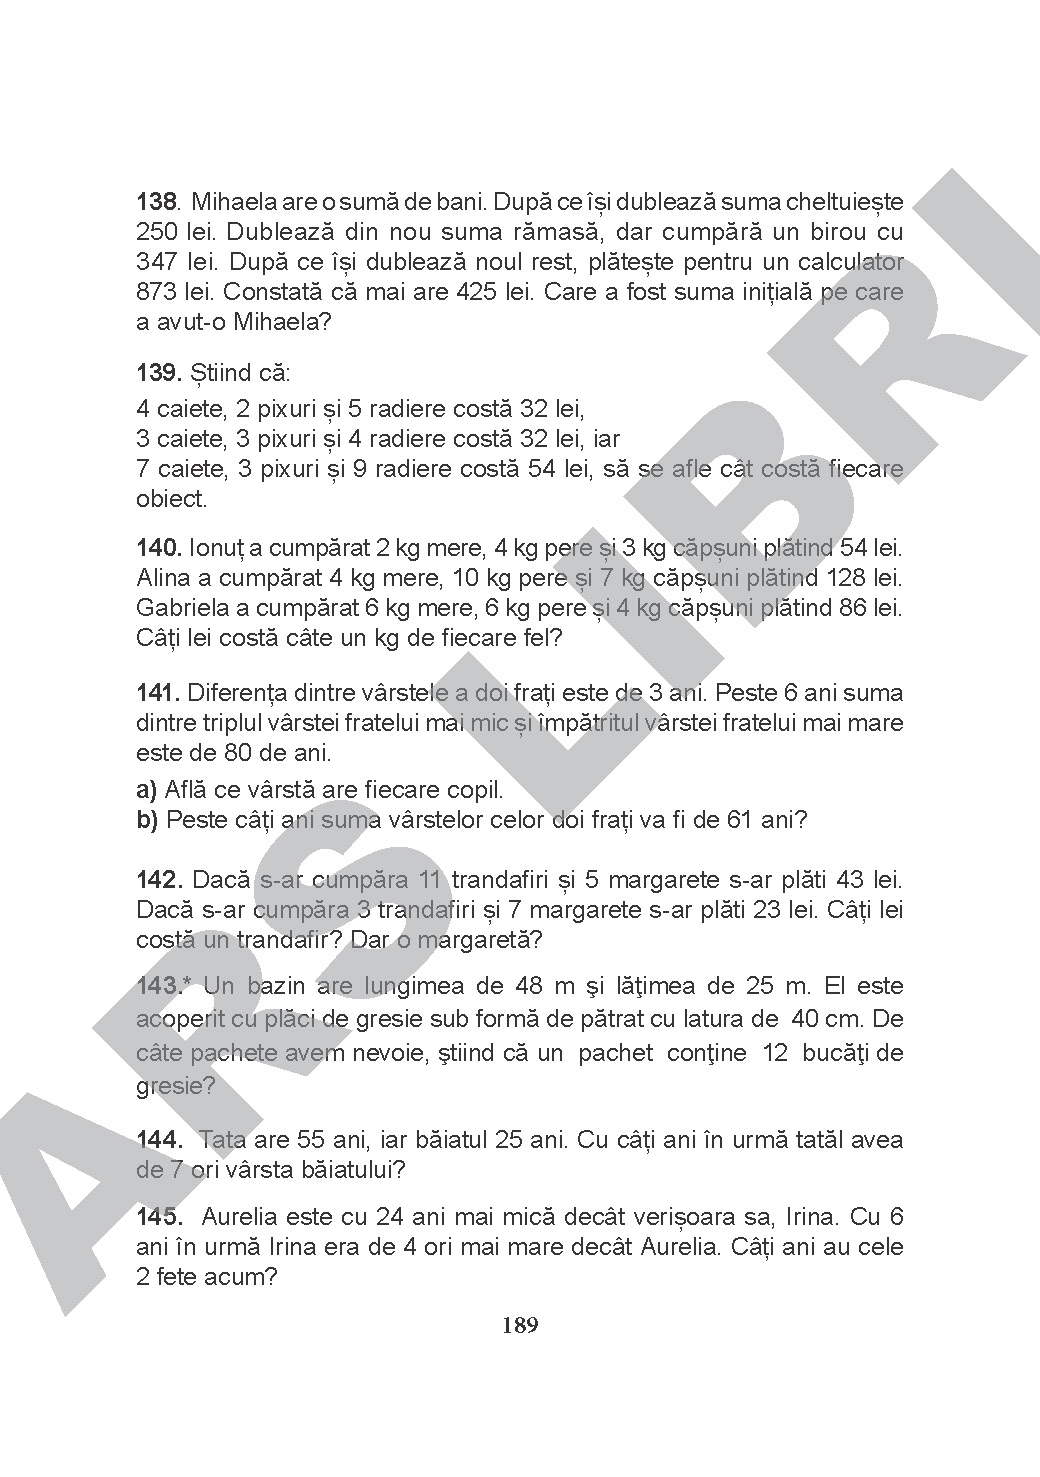 138. Mihaela are o sumă de bani. După ce își dublează suma cheltuiește
250 lei. Dublează din nou suma rămasă, dar cumpără un birou cu
347 lei. După ce își dublează noul rest, plătește pentru un calculator
873 lei. Constată că mai are 425 lei. Care a fost suma inițială pe care
a avut-o Mihaela?
139. Știind că:
4 caiete, 2 pixuri și 5 radiere costă 32 lei,
3 caiete, 3 pixuri și 4 radiere costă 32 lei, iar
7 caiete, 3 pixuri și 9 radiere costă 54 lei, să se afle cât costă fiecare
obiect.
140. Ionuț a cumpărat 2 kg mere, 4 kg pere și 3 kg căpșuni plătind 54 lei.
Alina a cumpărat 4 kg mere, 10 kg pere și 7 kg căpșuni plătind 128 lei.
Gabriela a cumpărat 6 kg mere, 6 kg pere și 4 kg căpșuni plătind 86 lei.
Câți lei costă câte un kg de fiecare fel?
141. Diferența dintre vârstele a doi frați este de 3 ani. Peste 6 ani suma
dintre triplul vârstei fratelui mai mic și împătritul vârstei fratelui mai mare
este de 80 de ani.
a) Află ce vârstă are fiecare copil.
b) Peste câți ani suma vârstelor celor doi frați va fi de 61 ani?
142. Dacă s-ar cumpăra 11 trandafiri și 5 margarete s-ar plăti 43 lei.
Dacă s-ar cumpăra 3 trandafiri și 7 margarete s-ar plăti 23 lei. Câți lei
costă un trandafir? Dar o margaretă?
143.* Un bazin are lungimea de 48 m şi lăţimea de 25 m. El este
acoperit cu plăci de gresie sub formă de pătrat cu latura de 40 cm. De
câte pachete avem nevoie, ştiind că un pachet conţine 12 bucăţi de
gresie?
144. Tata are 55 ani, iar băiatul 25 ani. Cu câți ani în urmă tatăl avea
de 7 ori vârsta băiatului?
145. Aurelia este cu 24 ani mai mică decât verișoara sa, Irina. Cu 6
ani în urmă Irina era de 4 ori mai mare decât Aurelia. Câți ani au cele
2 fete acum?
189
ARS LIBRI